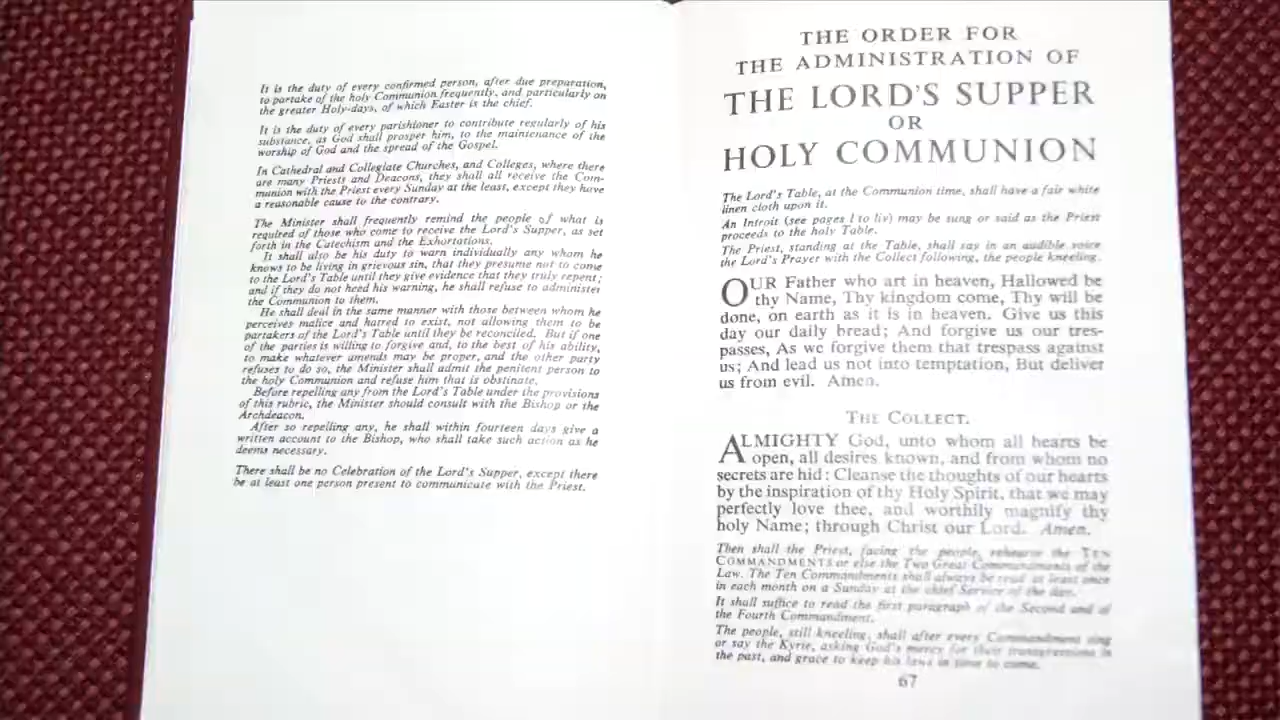 It is the duty of every confirmed person, after due preparation,
to partake of the holy Communion frequently, and particularly on
the greater Holy-days, of which Easter is the chief.
It is the duty of every parishioner to contribute regularly of his
substance, as God shall prosper him, to the maintenance of the
worship of God and the spread of the Gospel.
In Cathedral and Collegiate Churches, and Colleges, where there
are many Priests and Deacons, they shall all receive the Com-
munion with the Priest every Sunday at the least, except they have
a reasonable cause to the contrary.
The Minister shall frequently remind the people of what is
required of those who come to receive the Lord's Supper, as set
forth in the Catechism and the Exhortations.
It shall also be his duty to warn individually any whom he
knows to be living in grievous sin, that they presume not to come
to the Lord's Table until they give evidence that they truly repent;
and if they do not heed his warning, he shall refuse to administer
the Communion to them.
He shall deal in the same manner with those between whom he
perceives malice and hatred to exist, not allowing them to be
partakers of the Lord's Table until they be reconciled. But if one
of the parties is willing to forgive and, to the best of his ability,
to make whatever amends may be proper, and the other party
refuses to do so, the Minister shall admit the penitent person to
the holy Communion and refuse him that is obstinate.
Before repelling any from the Lord's Table under the provisions
of this rubric, the Minister should consult with the Bishop or the
Archdeacon.
After so repelling any, he shall within fourteen days give a
written account to the Bishop, who shall take such action as he
deems necessary.
There shall be no Celebration of the Lord's Supper, except there
be at least one person present to communicate with the Priest.
THE ORDER FOR
THE ADMINISTRATION OF
THE LORD'S SUPPER
OR
HOLY COMMUNION
The Lord's Table, at the Communion time, shall have a fair white
linen cloth upon it.
An Introit (see pages l to liv) may be sung or said as the Priest
proceeds to the holy Table.
The Priest, standing at the Table, shall say in an audible voice
the Lord's Prayer with the Collect following, the people kneeling.
OUR Father who art in heaven, Hallowed be
thy Name, Thy kingdom come, Thy will be
done, on earth as it is in heaven. Give us this
day our daily bread; And forgive us our tres-
passes, As we forgive them that trespass against
us; And lead us not into temptation, But deliver
us from evil. Amen.
THE COLLECT.
ALMIGHTY God, unto whom all hearts be
open, all desires known, and from whom no
secrets are hid: Cleanse the thoughts of our hearts
by the inspiration of thy Holy Spirit, that we may
perfectly love thee, and worthily magnify thy
holy Name; through Christ our Lord. Amen.
Then shall the Priest, facing the people, rehearse the TEN
COMMANDMENTS or else the Two Great Commandments of the
Law. The Ten Commandments shall always be read at least once
in each month on a Sunday at the chief Service of the day.
It shall suffice to read the first paragraph of the Second and of
the Fourth Commandment.
The people, still kneeling, shall after every Commandment sing
or say the Kyrie, asking God's mercy for their transgressions in
the past, and grace to keep his laws in time to come.
67